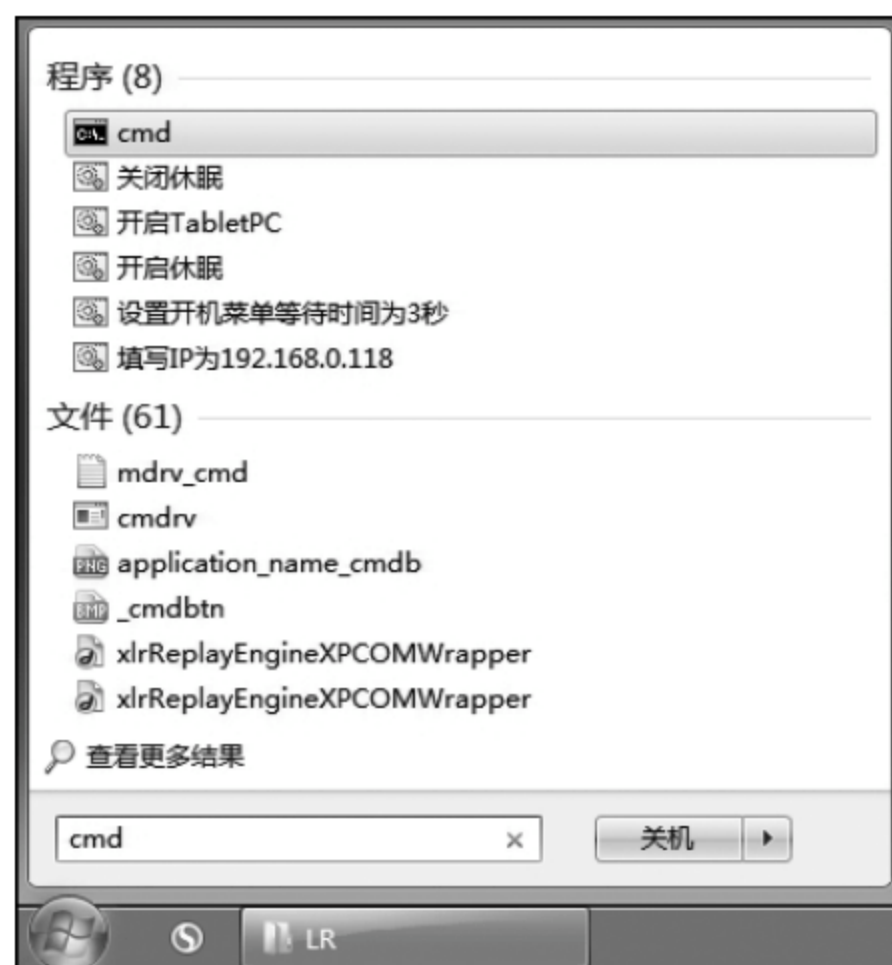 程序 (8)
cmd
关闭休眠
开启TabletPC
开启休眠
设置开机菜单等待时间为3秒
填写IP为192.168.0.118
文件 (61)
mdrv_cmd
cmdrv
application_name_cmdb
_cmdbtn
xlrReplayEngineXPCOMWrapper
xlrReplayEngineXPCOMWrapper
查看更多结果
cmd × 关机
LR